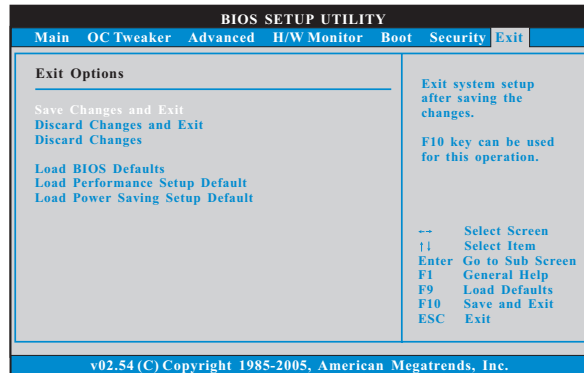 BIOS SETUP UTILITY
Main OC Tweaker Advanced H/W Monitor Boot Security Exit
Exit Options
Save Changes and Exit
Discard Changes and Exit
Discard Changes
Load BIOS Defaults
Load Performance Setup Default
Load Power Saving Setup Default
Exit system setup
after saving the
changes.
F10 key can be used
for this operation.
←→ Select Screen
↑↓ Select Item
Enter Go to Sub Screen
F1 General Help
F9 Load Defaults
F10 Save and Exit
ESC Exit
v02.54 (C) Copyright 1985-2005, American Megatrends, Inc.